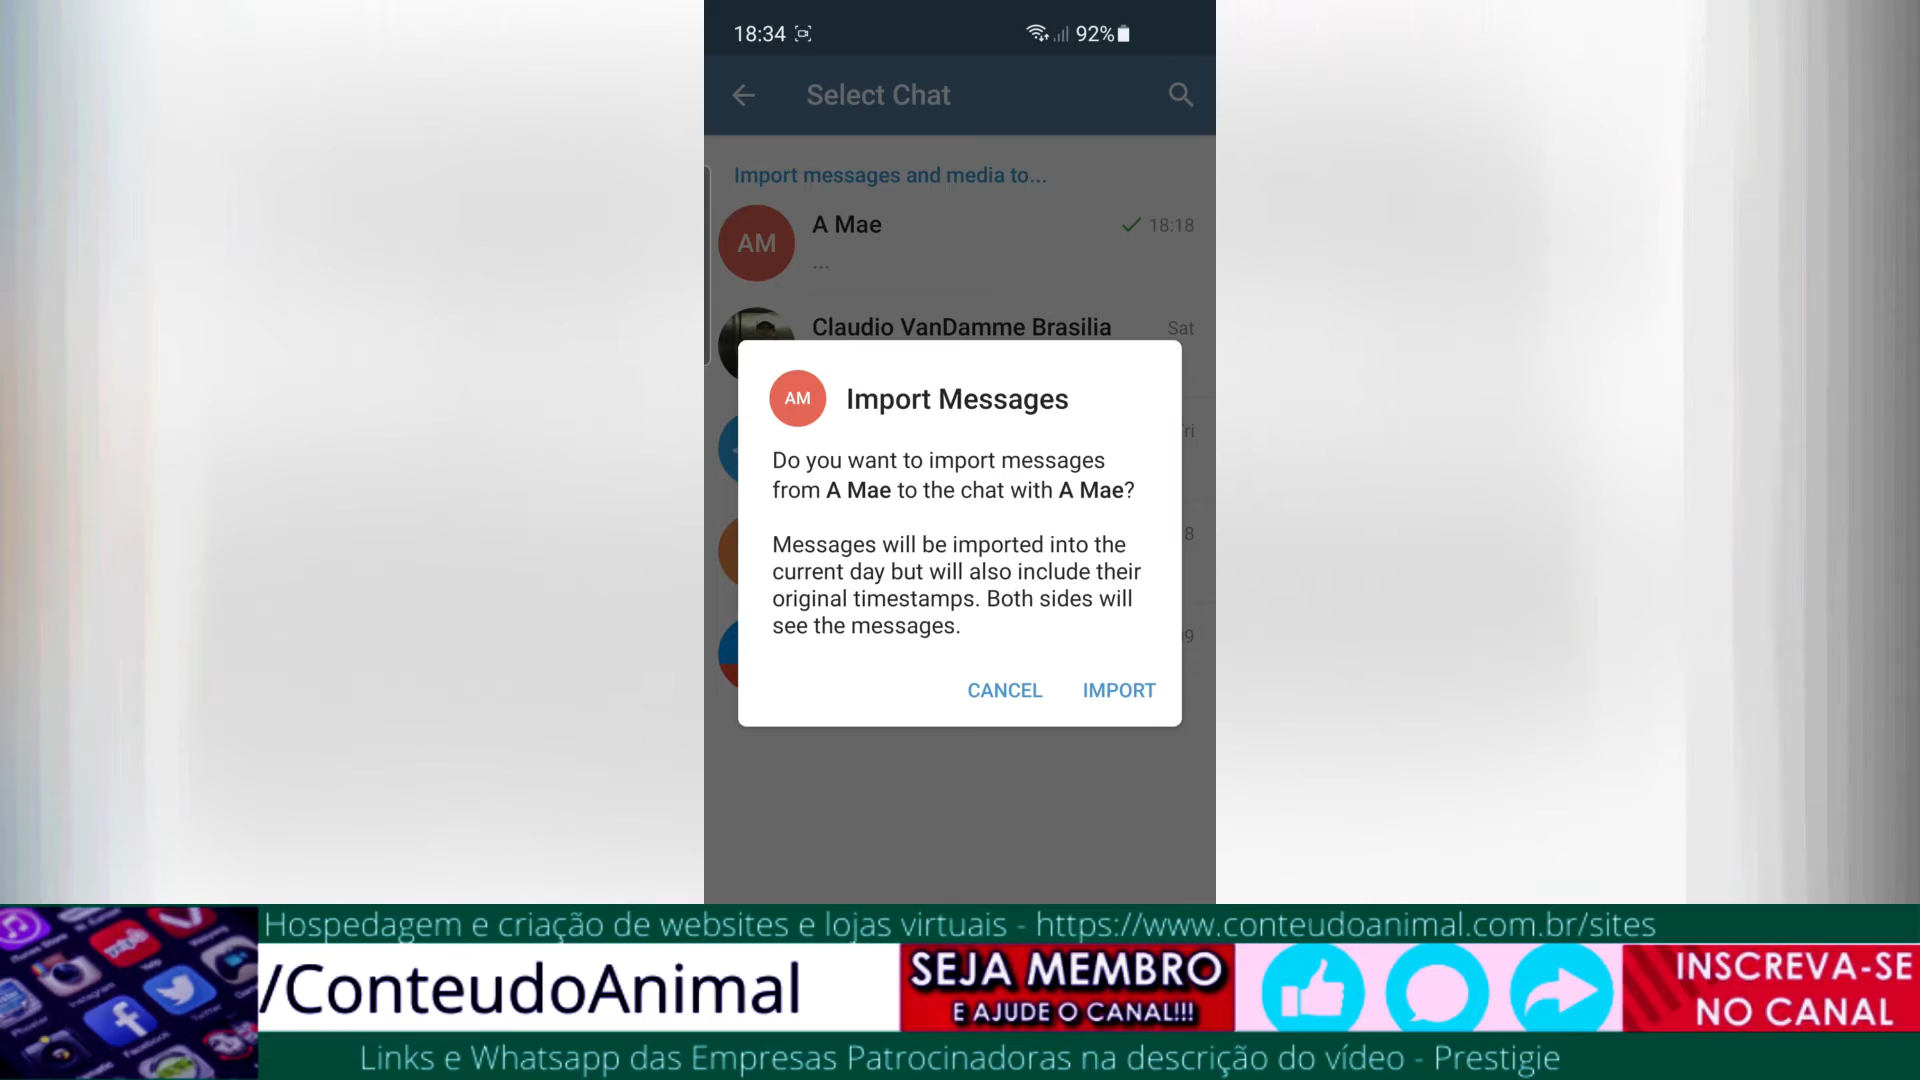 18:34
92%
Select Chat
Import messages and media to...
AM
A Mae
18:18
...
Claudio VanDamme Brasilia
Sat
AM
Import Messages
Do you want to import messages
from A Mae to the chat with A Mae?
Messages will be imported into the
current day but will also include their
original timestamps. Both sides will
see the messages.
CANCEL
IMPORT
Hospedagem e criação de websites e lojas virtuais - https://www.conteudoanimal.com.br/sites
/ConteudoAnimal
SEJA MEMBRO
E AJUDE O CANAL!!!
INSCREVA-SE
NO CANAL
Links e Whatsapp das Empresas Patrocinadoras na descrição do vídeo - Prestigie